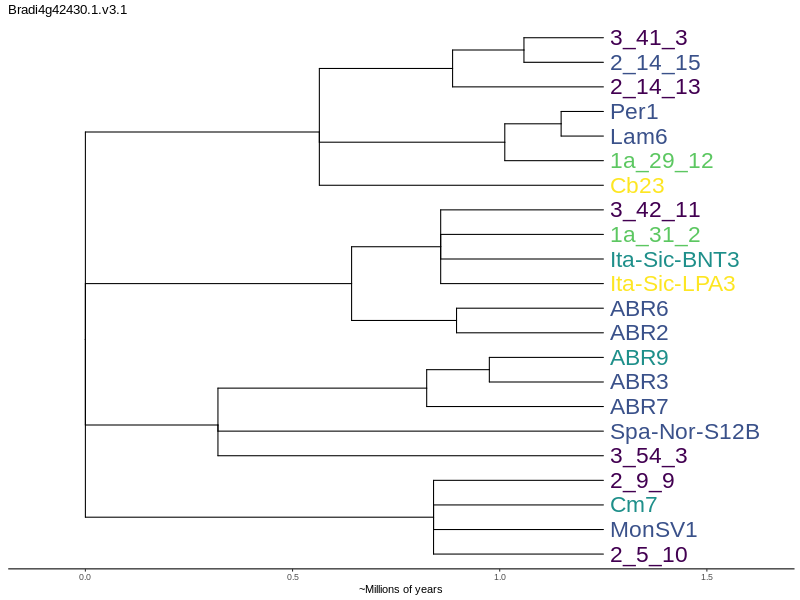 Bradi4g42430.1.v3.1
3_41_3
2_14_15
2_14_13
Per1
Lam6
1a_29_12
Cb23
3_42_11
1a_31_2
Ita-Sic-BNT3
Ita-Sic-LPA3
ABR6
ABR2
ABR9
ABR3
ABR7
Spa-Nor-S12B
3_54_3
2_9_9
Cm7
MonSV1
2_5_10
0.0 0.5 1.0 1.5
~Millions of years